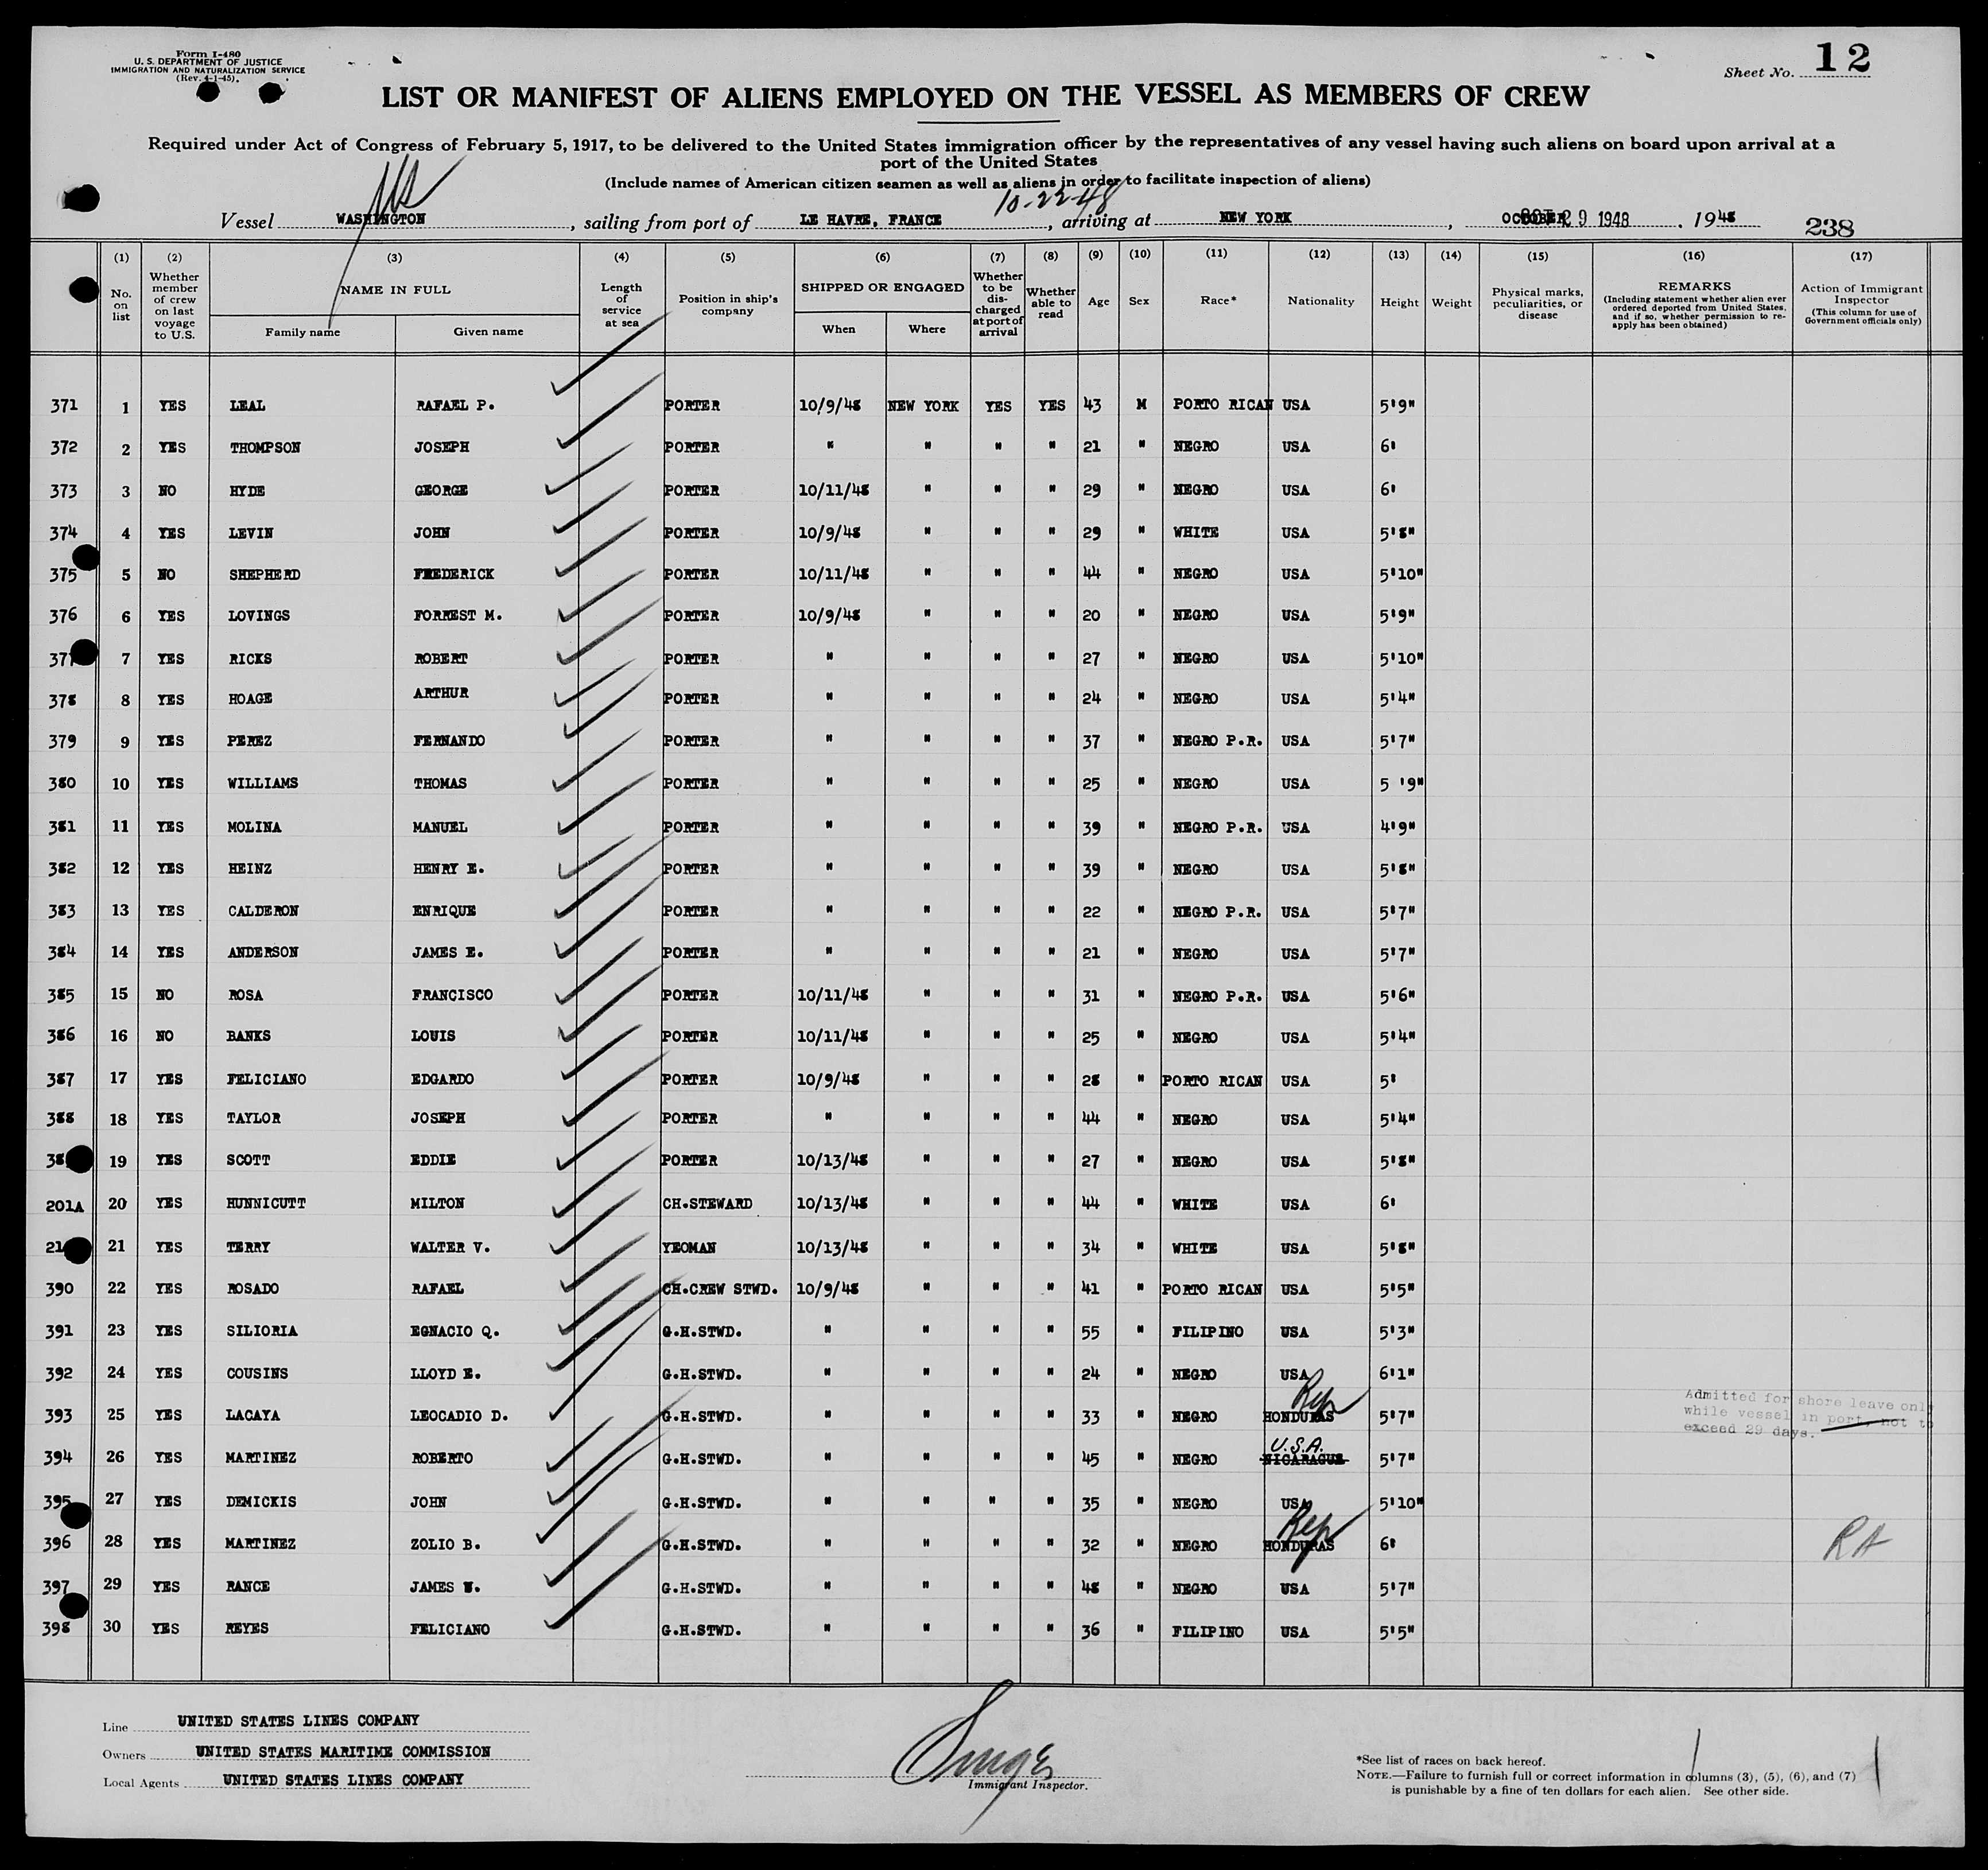 Form I-480
U. S. DEPARTMENT OF JUSTICE
IMMIGRATION AND NATURALIZATION SERVICE
(Rev. 4-1-45).
Sheet No. 12
LIST OR MANIFEST OF ALIENS EMPLOYED ON THE VESSEL AS MEMBERS OF CREW
Required under Act of Congress of February 5, 1917, to be delivered to the United States immigration officer by the representatives of any vessel having such aliens on board upon arrival at a
port of the United States
(Include names of American citizen seamen as well as aliens in order to facilitate inspection of aliens)
10-22-48
Vessel WASHINGTON, sailing from port of LE HAVRE, FRANCE, arriving at NEW YORK, OCTOBER 29 1948, 1948
238
(1) (2) (3) (4) (5) (6) (7) (8) (9) (10) (11) (12) (13) (14) (15) (16) (17)
No. on list
Whether member of crew on last voyage to U.S.
NAME IN FULL
Family name Given name
Length of service at sea
Position in ship's company
SHIPPED OR ENGAGED
When Where
Whether to be discharged at port of arrival
Whether able to read
Age Sex Race* Nationality Height Weight
Physical marks, peculiarities, or disease
REMARKS
(Including statement whether alien ever ordered deported from United States, and if so, whether permission to reapply has been obtained)
Action of Immigrant Inspector
(This column for use of Government officials only)
371 1 YES LEAL RAFAEL P. PORTER 10/9/48 NEW YORK YES YES 43 M PORTO RICAN USA 5'9"
372 2 YES THOMPSON JOSEPH PORTER " " " " 21 " NEGRO USA 6'
373 3 NO HYDE GEORGE PORTER 10/11/48 " " " 29 " NEGRO USA 6'
374 4 YES LEVIN JOHN PORTER 10/9/48 " " " 29 " WHITE USA 5'8"
375 5 NO SHEPHERD FREDERICK PORTER 10/11/48 " " " 44 " NEGRO USA 5'10"
376 6 YES LOVINGS FORREST M. PORTER 10/9/48 " " " 20 " NEGRO USA 5'9"
377 7 YES RICKS ROBERT PORTER " " " " 27 " NEGRO USA 5'10"
378 8 YES HOAGE ARTHUR PORTER " " " " 24 " NEGRO USA 5'4"
379 9 YES PEREZ FERNANDO PORTER " " " " 37 " NEGRO P.R. USA 5'7"
380 10 YES WILLIAMS THOMAS PORTER " " " " 25 " NEGRO USA 5 '9"
381 11 YES MOLINA MANUEL PORTER " " " " 39 " NEGRO P.R. USA 4'9"
382 12 YES HEINZ HENRY E. PORTER " " " " 39 " NEGRO USA 5'8"
383 13 YES CALDERON ENRIQUE PORTER " " " " 22 " NEGRO P.R. USA 5'7"
384 14 YES ANDERSON JAMES E. PORTER " " " " 21 " NEGRO USA 5'7"
385 15 NO ROSA FRANCISCO PORTER 10/11/48 " " " 31 " NEGRO P.R. USA 5'6"
386 16 NO BANKS LOUIS PORTER 10/11/48 " " " 25 " NEGRO USA 5'4"
387 17 YES FELICIANO EDGARDO PORTER 10/9/48 " " " 28 " PORTO RICAN USA 5'
388 18 YES TAYLOR JOSEPH PORTER " " " " 44 " NEGRO USA 5'4"
38 19 YES SCOTT EDDIE PORTER 10/13/48 " " " 27 " NEGRO USA 5'8"
201A 20 YES HUNNICUTT MILTON CH.STEWARD 10/13/48 " " " 44 " WHITE USA 6'
21 21 YES TERRY WALTER V. YEOMAN 10/13/48 " " " 34 " WHITE USA 5'8"
390 22 YES ROSADO RAFAEL CH.CREW STWD. 10/9/48 " " " 41 " PORTO RICAN USA 5'5"
391 23 YES SILIORIA EGNACIO Q. G.H.STWD. " " " " 55 " FILIPINO USA 5'3"
392 24 YES COUSINS LLOYD E. G.H.STWD. " " " " 24 " NEGRO USA 6'1"
393 25 YES LACAYA LEOCADIO D. G.H.STWD. " " " " 33 " NEGRO Rep HONDURAS 5'7" Admitted for shore leave only
while vessel in port, not to
exceed 29 days.
394 26 YES MARTINEZ ROBERTO G.H.STWD. " " " " 45 " NEGRO U.S.A. NICARAGUE 5'7"
395 27 YES DEMICKIS JOHN G.H.STWD. " " " " 35 " NEGRO USA 5'10"
396 28 YES MARTINEZ ZOLIO B. G.H.STWD. " " " " 32 " NEGRO Rep HONDURAS 6' RA
397 29 YES RANCE JAMES W. G.H.STWD. " " " " 48 " NEGRO USA 5'7"
398 30 YES REYES FELICIANO G.H.STWD. " " " " 36 " FILIPINO USA 5'5"
Line UNITED STATES LINES COMPANY
Owners UNITED STATES MARITIME COMMISSION
Local Agents UNITED STATES LINES COMPANY
Immigrant Inspector.
*See list of races on back hereof.
NOTE.—Failure to furnish full or correct information in columns (3), (5), (6), and (7)
is punishable by a fine of ten dollars for each alien. See other side.